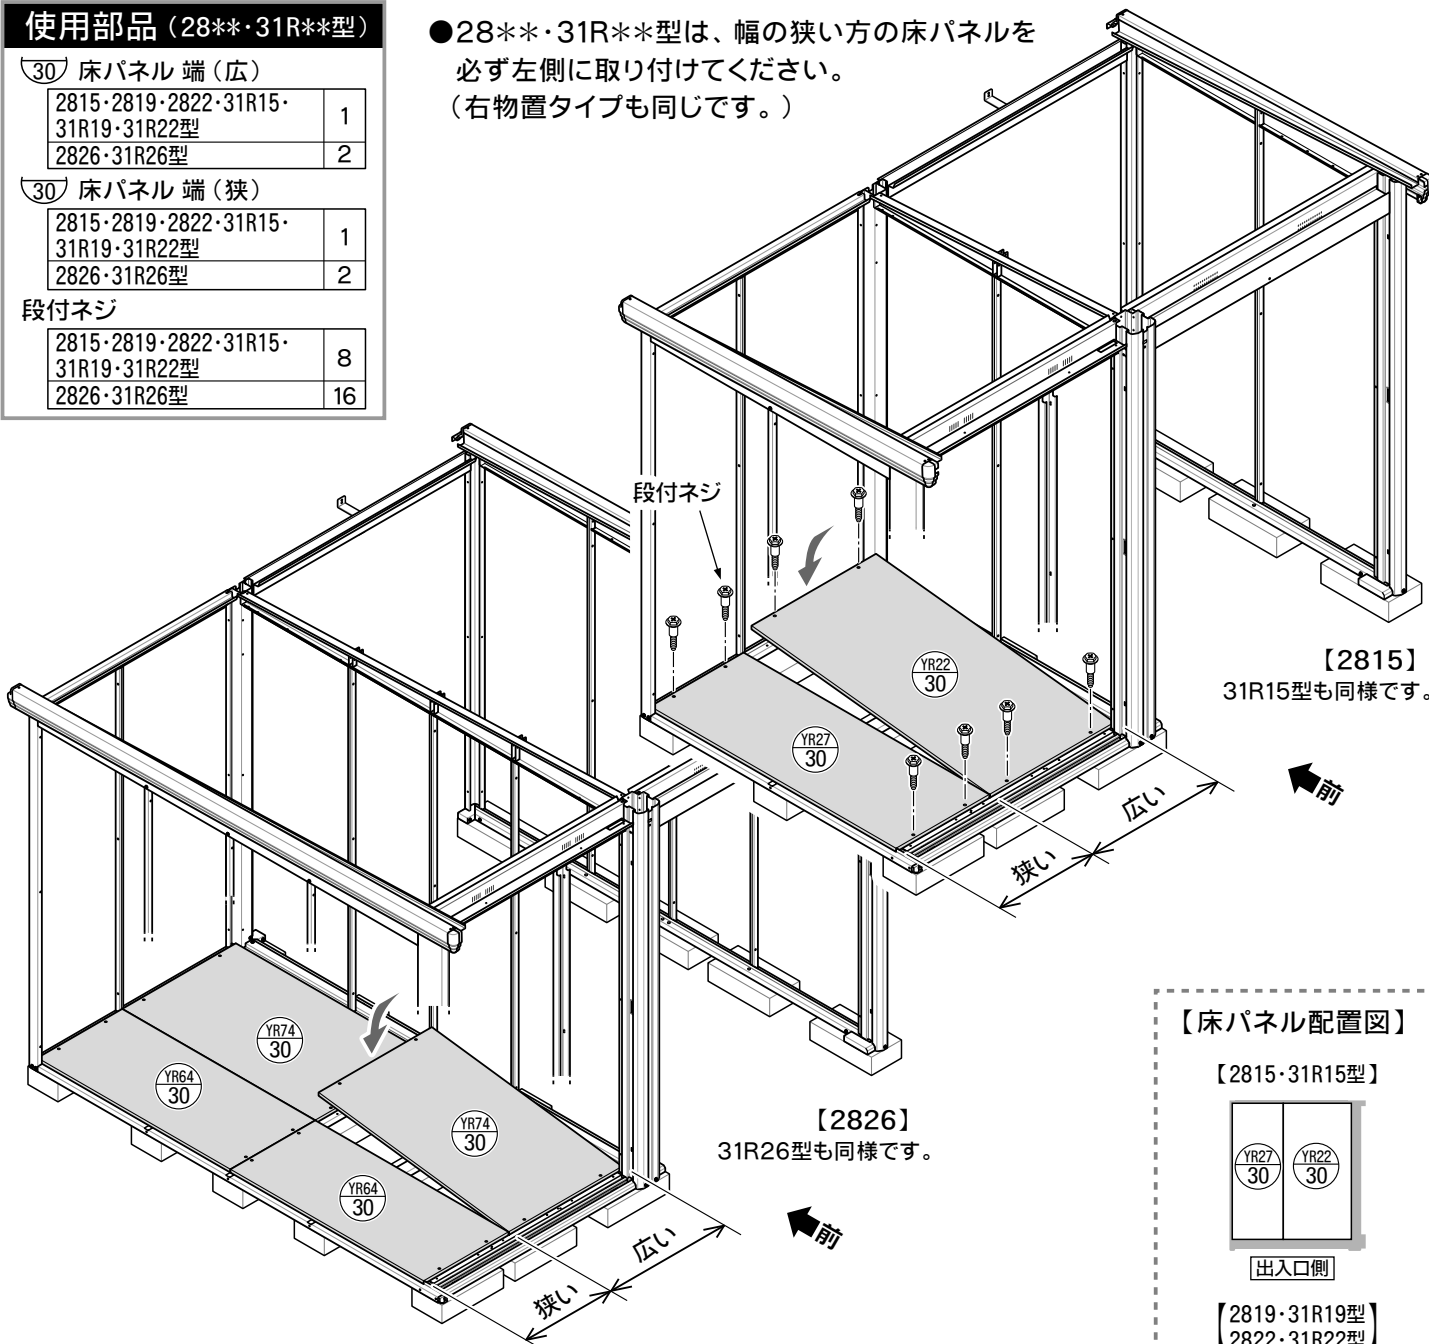 使用部品（28**・31R**型）
30 床パネル 端（広）
2815・2819・2822・31R15・
31R19・31R22型
1
2826・31R26型
2
30 床パネル 端（狭）
2815・2819・2822・31R15・
31R19・31R22型
1
2826・31R26型
2
段付ネジ
2815・2819・2822・31R15・
31R19・31R22型
8
2826・31R26型
16
●28＊＊・31R＊＊型は、幅の狭い方の床パネルを
必ず左側に取り付けてください。
（右物置タイプも同じです。）
段付ネジ
YR22
30
YR27
30
【2815】
31R15型も同様です。
前
広い
狭い
YR74
30
YR64
30
YR74
30
YR64
30
【2826】
31R26型も同様です。
前
広い
狭い
【床パネル配置図】
【2815・31R15型】
YR27
30
YR22
30
出入口側
2819・31R19型
2822・31R22型